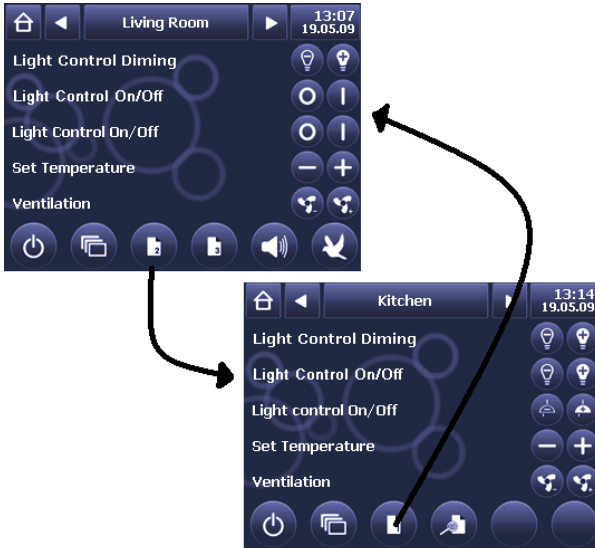 Living Room
13:07
19.05.09
Light Control Diming
Light Control On/Off
O I
Light Control On/Off
O I
Set Temperature
Ventilation
2 3
Kitchen
13:14
19.05.09
Light Control Diming
Light Control On/Off
Light control On/Off
Set Temperature
Ventilation